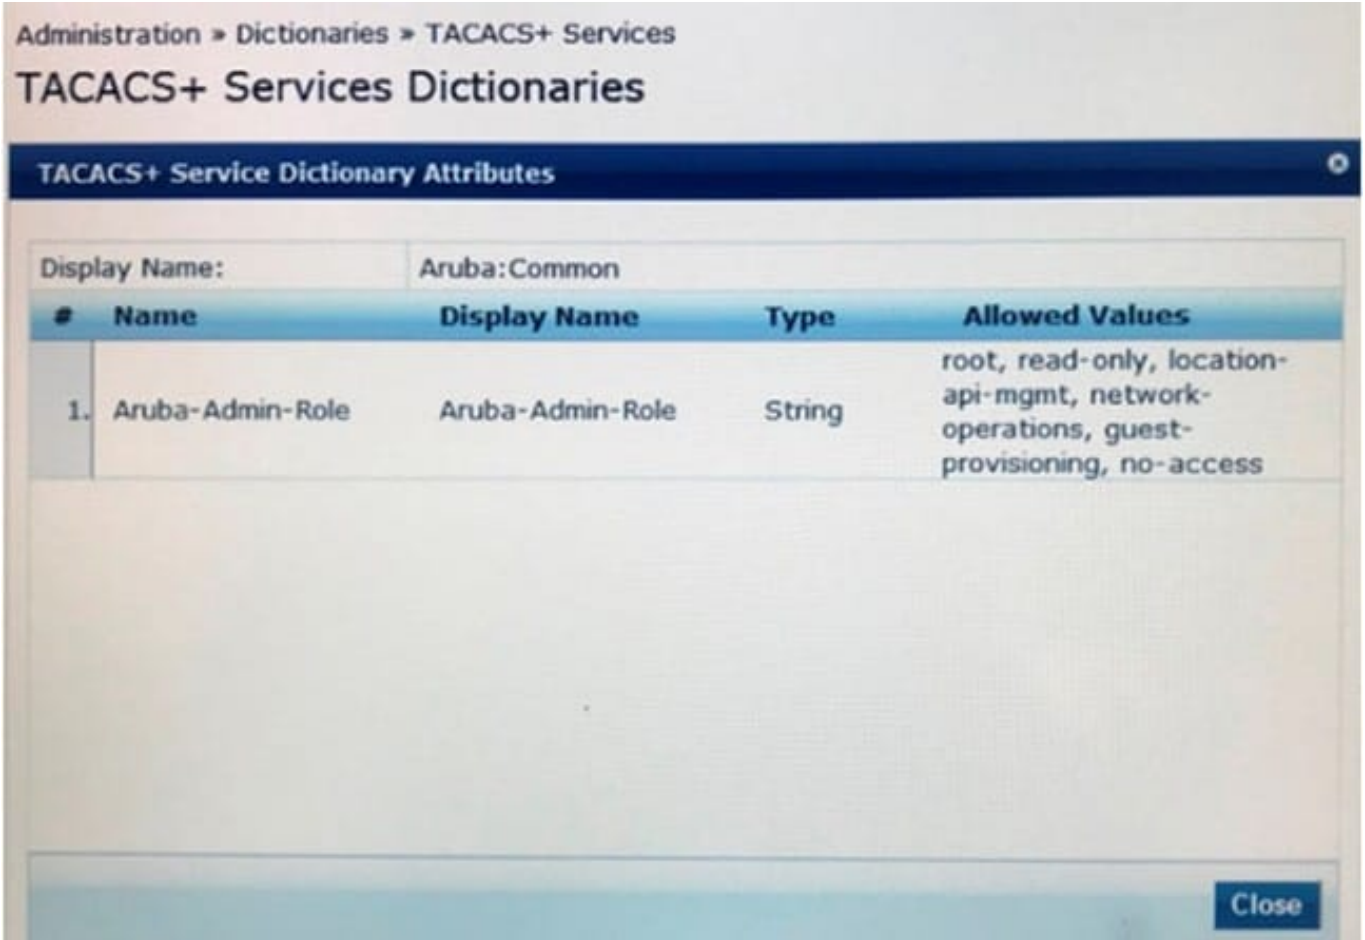 Administration » Dictionaries » TACACS+ Services
TACACS+ Services Dictionaries
TACACS+ Service Dictionary Attributes
Display Name: Aruba:Common
# Name Display Name Type Allowed Values
1. Aruba-Admin-Role Aruba-Admin-Role String root, read-only, location-
api-mgmt, network-
operations, guest-
provisioning, no-access
Close